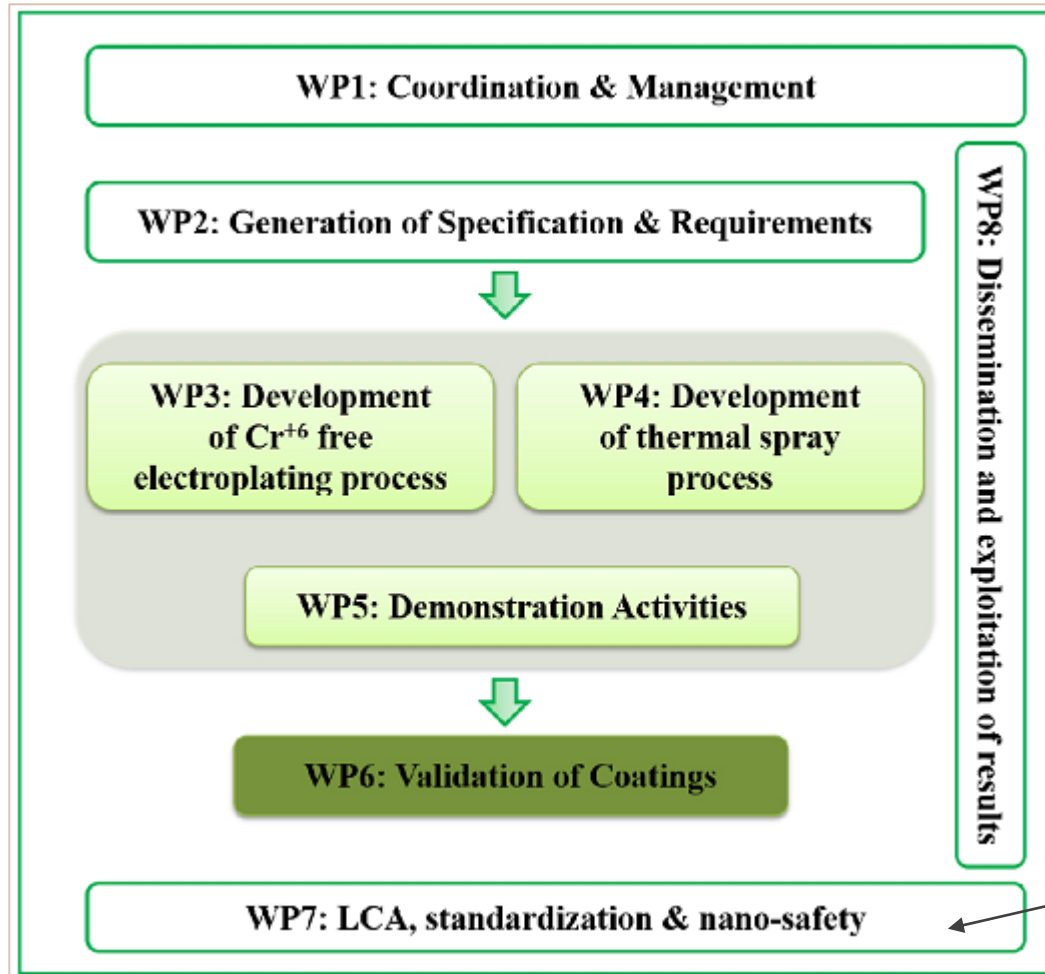 WP1: Coordination & Management
WP2: Generation of Specification & Requirements
WP3: Development
of Cr⁺⁶ free
electroplating process
WP4: Development
of thermal spray
process
WP5: Demonstration Activities
WP6: Validation of Coatings
WP7: LCA, standardization & nano-safety
WP8: Dissemination and exploitation of results